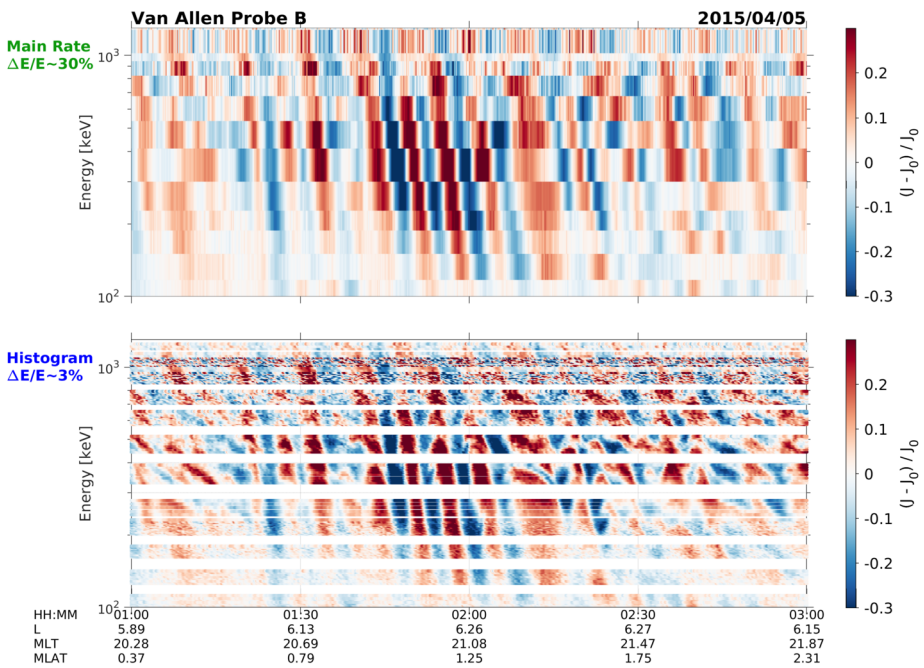 Van Allen Probe B 2015/04/05
Main Rate
ΔE/E~30%
Energy [keV]
10³
10²
0.2
0.1
0
-0.1
-0.2
-0.3
(J - J₀) / J₀
Histogram
ΔE/E~3%
Energy [keV]
10³
10²
0.2
0.1
0
-0.1
-0.2
-0.3
(J - J₀) / J₀
HH:MM 01:00 01:30 02:00 02:30 03:00
L 5.89 6.13 6.26 6.27 6.15
MLT 20.28 20.69 21.08 21.47 21.87
MLAT 0.37 0.79 1.25 1.75 2.31